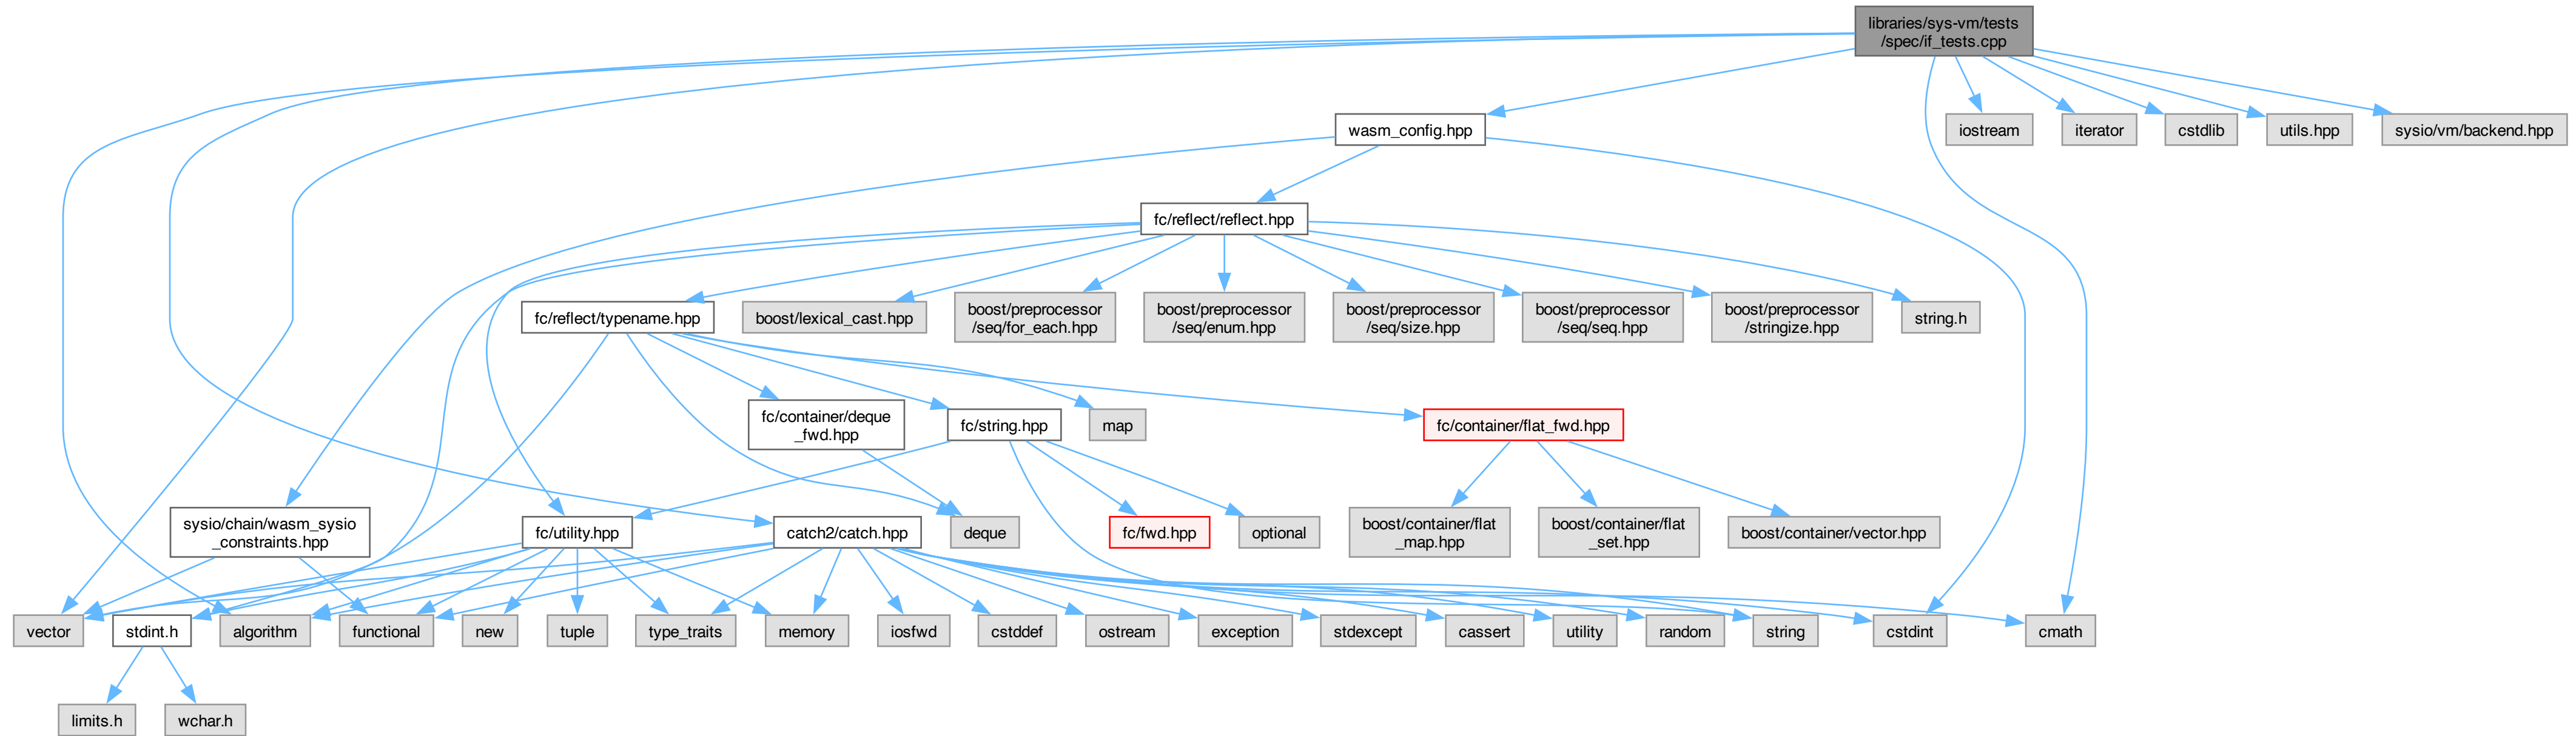 libraries/sys-vm/tests
/spec/if_tests.cpp
wasm_config.hpp
iostream
iterator
cstdlib
utils.hpp
sysio/vm/backend.hpp
fc/reflect/reflect.hpp
fc/reflect/typename.hpp
boost/lexical_cast.hpp
boost/preprocessor
/seq/for_each.hpp
boost/preprocessor
/seq/enum.hpp
boost/preprocessor
/seq/size.hpp
boost/preprocessor
/seq/seq.hpp
boost/preprocessor
/stringize.hpp
string.h
fc/container/deque
_fwd.hpp
fc/string.hpp
map
fc/container/flat_fwd.hpp
sysio/chain/wasm_sysio
_constraints.hpp
fc/utility.hpp
catch2/catch.hpp
deque
fc/fwd.hpp
optional
boost/container/flat
_map.hpp
boost/container/flat
_set.hpp
boost/container/vector.hpp
vector
stdint.h
algorithm
functional
new
tuple
type_traits
memory
iosfwd
cstddef
ostream
exception
stdexcept
cassert
utility
random
string
cstdint
cmath
limits.h
wchar.h